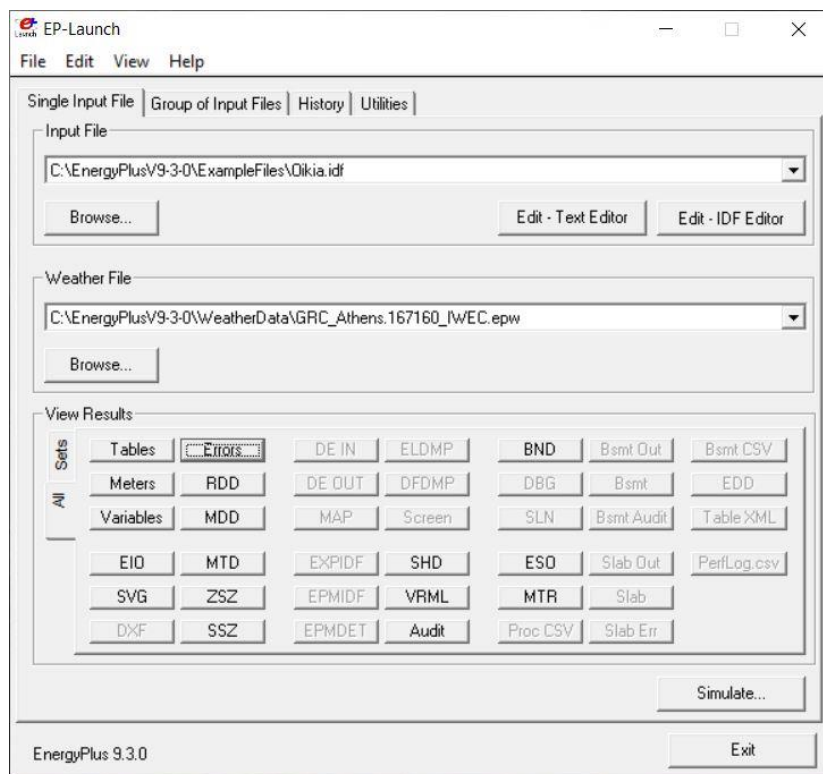 EP-Launch
File Edit View Help
Single Input File Group of Input Files History Utilities
Input File
C:\EnergyPlusV9-3-0\ExampleFiles\Oikia.idf
Browse... Edit - Text Editor Edit - IDF Editor
Weather File
C:\EnergyPlusV9-3-0\WeatherData\GRC_Athens.167160_IWEC.epw
Browse...
View Results
Sets
All
Tables Errors DE IN ELDMP BND Bsmt Out Bsmt CSV
Meters RDD DE OUT DFDMP DBG Bsmt EDD
Variables MDD MAP Screen SLN Bsmt Audit Table XML
EIO MTD EXPIDF SHD ESO Slab Out PerfLog.csv
SVG ZSZ EPMIDF VRML MTR Slab
DXF SSZ EPMDET Audit Proc CSV Slab Err
Simulate...
EnergyPlus 9.3.0 Exit